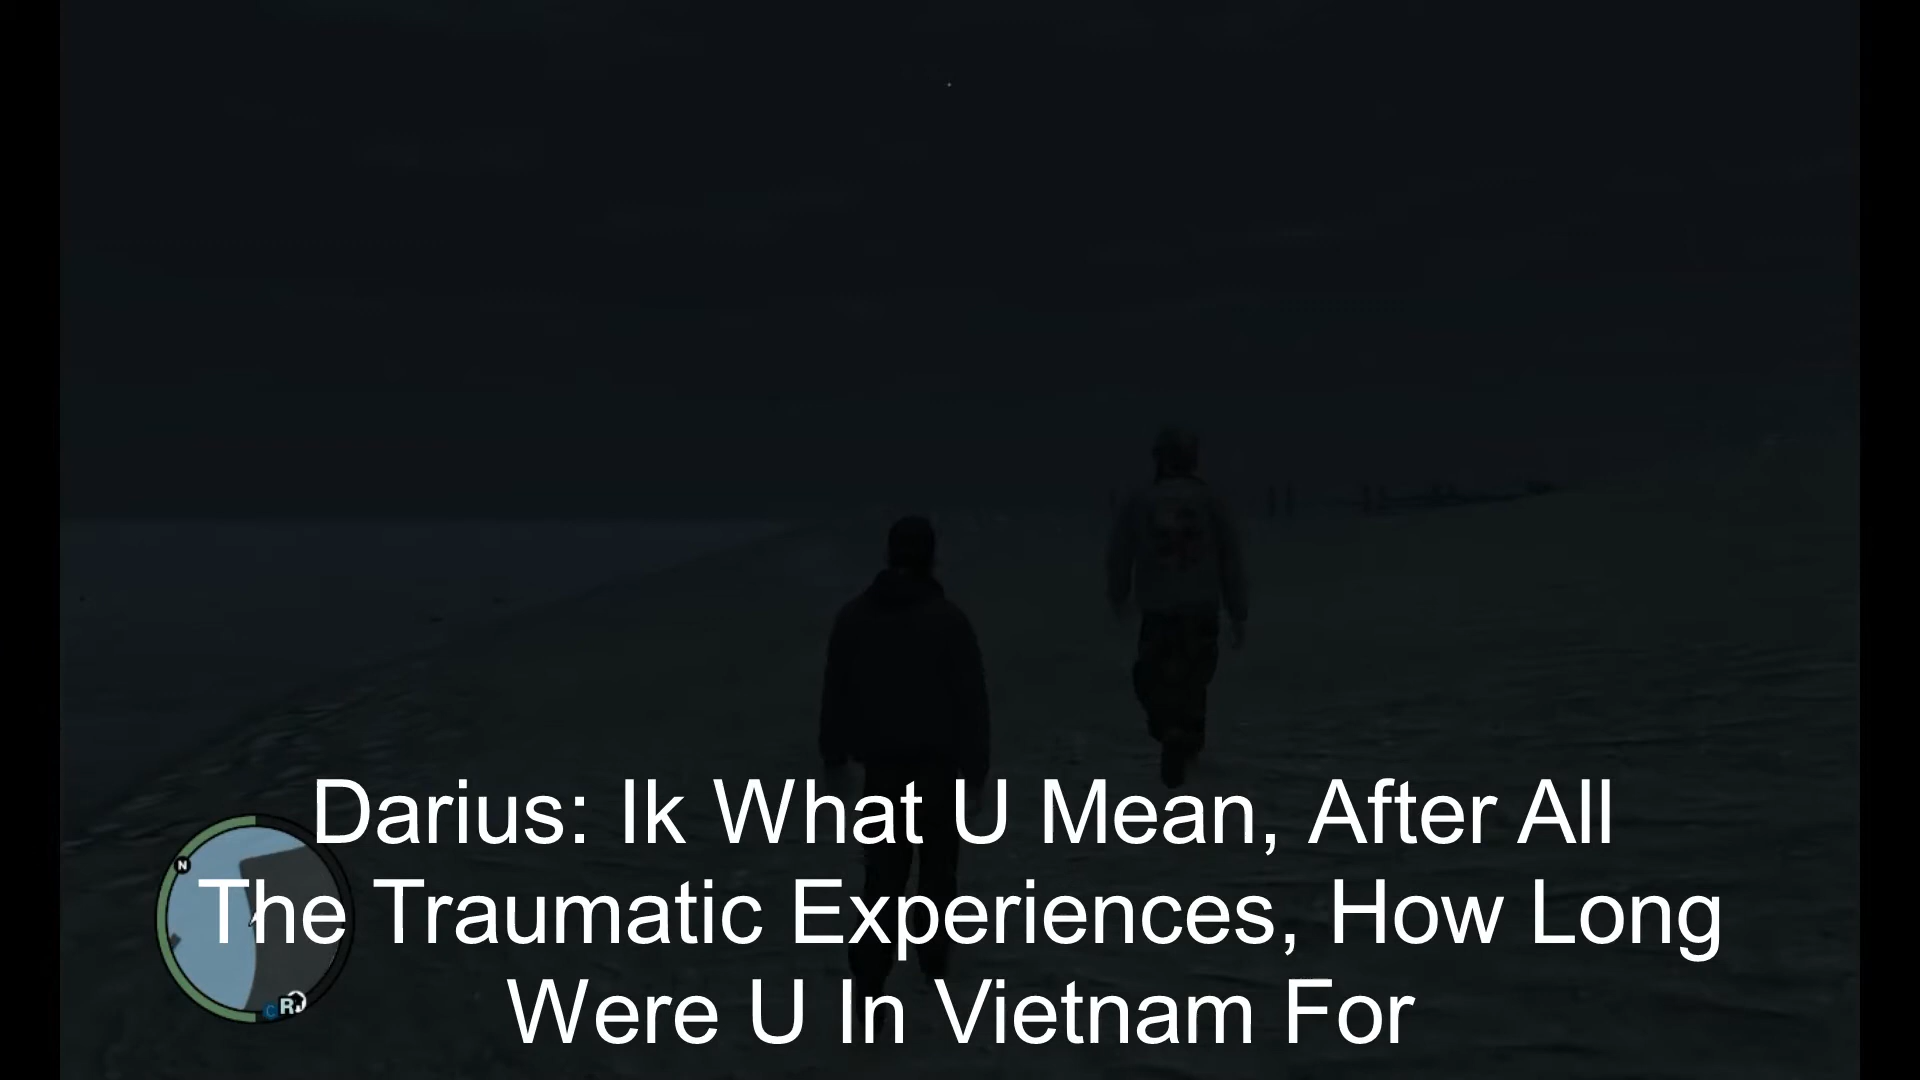 Darius: Ik What U Mean, After All
The Traumatic Experiences, How Long
Were U In Vietnam For
N
C R